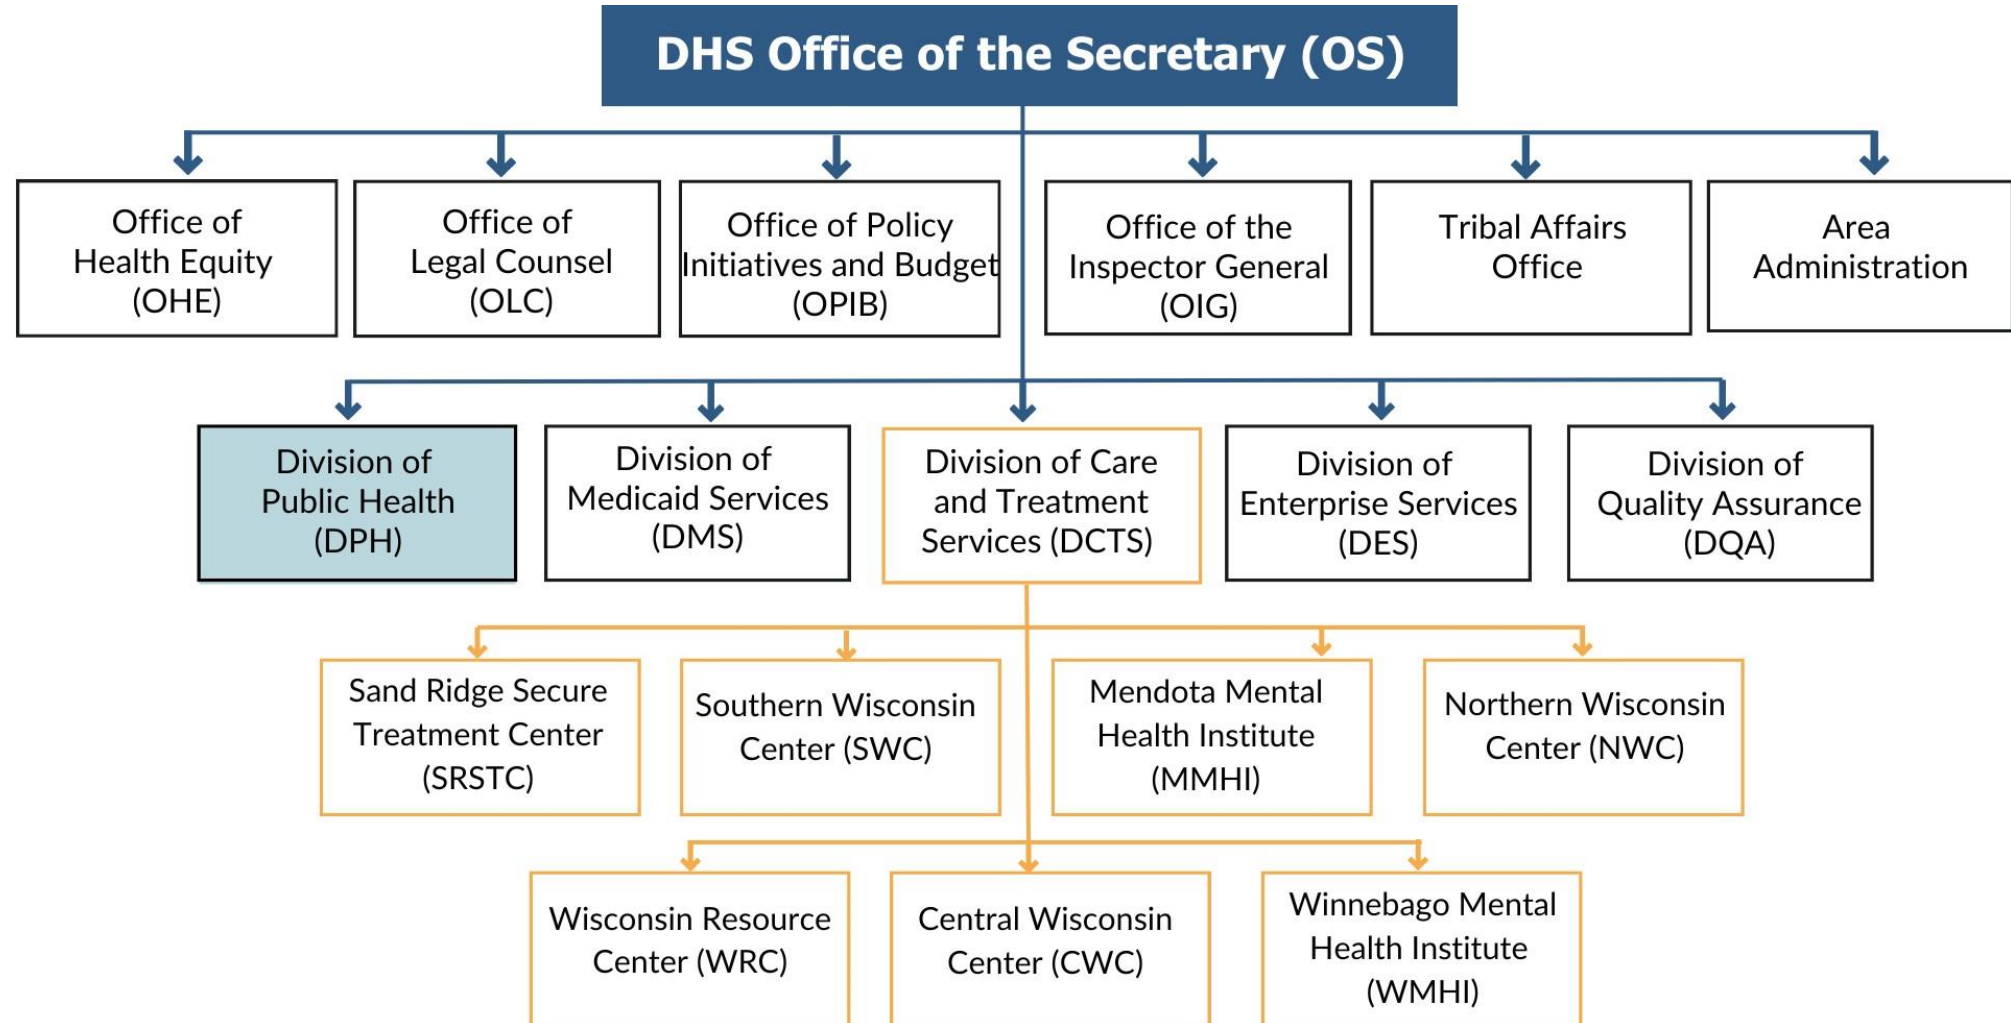 DHS Office of the Secretary (OS)
Office of
Health Equity
(OHE)
Office of
Legal Counsel
(OLC)
Office of Policy
Initiatives and Budget
(OPIB)
Office of the
Inspector General
(OIG)
Tribal Affairs
Office
Area
Administration
Division of
Public Health
(DPH)
Division of
Medicaid Services
(DMS)
Division of Care
and Treatment
Services (DCTS)
Division of
Enterprise Services
(DES)
Division of
Quality Assurance
(DQA)
Sand Ridge Secure
Treatment Center
(SRSTC)
Southern Wisconsin
Center (SWC)
Mendota Mental
Health Institute
(MMHI)
Northern Wisconsin
Center (NWC)
Wisconsin Resource
Center (WRC)
Central Wisconsin
Center (CWC)
Winnebago Mental
Health Institute
(WMHI)